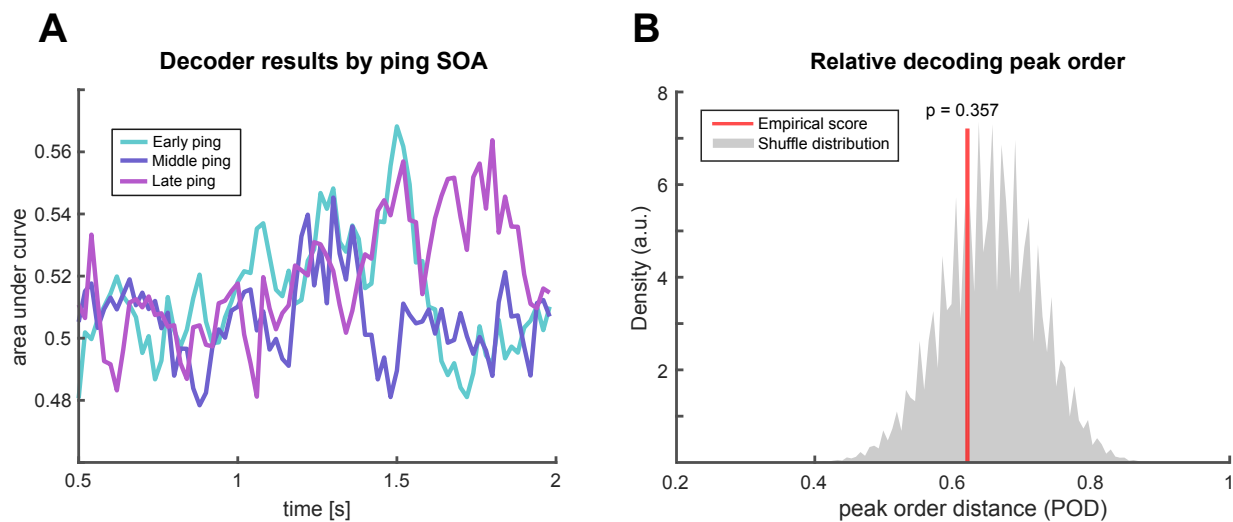 A
Decoder results by ping SOA
Early ping
Middle ping
Late ping
area under curve
0.56
0.54
0.52
0.5
0.48
0.5
1
1.5
2
time [s]
B
Relative decoding peak order
p = 0.357
Empirical score
Shuffle distribution
Density (a.u.)
8
6
4
2
0.2
0.4
0.6
0.8
1
peak order distance (POD)